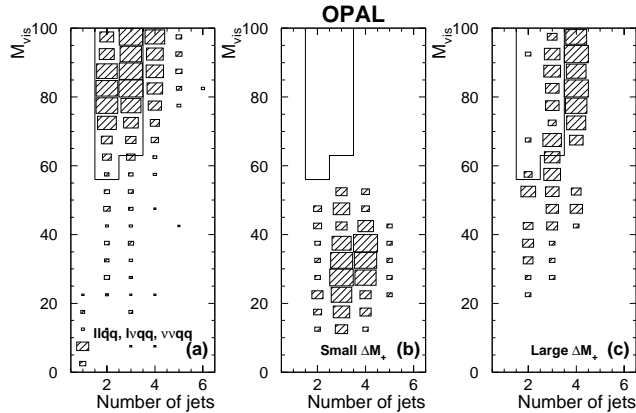 OPAL
M_vis
100
80
60
40
20
0
llqq, lνqq, ννqq
(a)
2 4 6
Number of jets
M_vis
100
80
60
40
20
0
Small ΔM_+
(b)
2 4 6
Number of jets
M_vis
100
80
60
40
20
0
Large ΔM_+
(c)
2 4 6
Number of jets